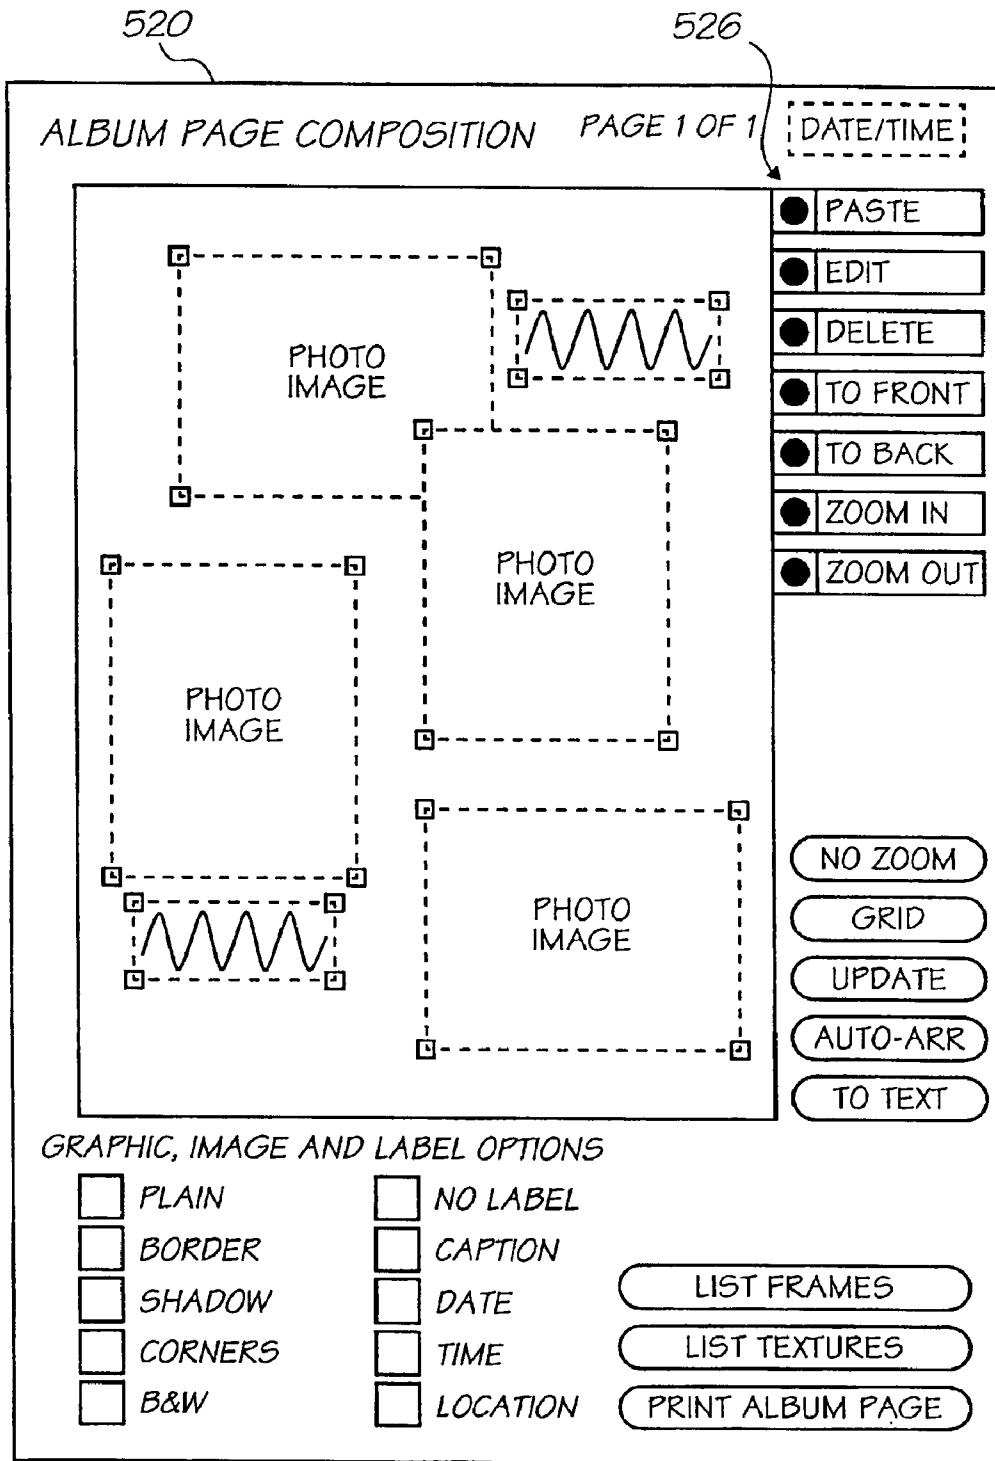 520
526
ALBUM PAGE COMPOSITION
PAGE 1 OF 1
DATE/TIME
PASTE
EDIT
DELETE
TO FRONT
TO BACK
ZOOM IN
ZOOM OUT
PHOTO
IMAGE
PHOTO
IMAGE
PHOTO
IMAGE
PHOTO
IMAGE
NO ZOOM
GRID
UPDATE
AUTO-ARR
TO TEXT
GRAPHIC, IMAGE AND LABEL OPTIONS
PLAIN
BORDER
SHADOW
CORNERS
B&W
NO LABEL
CAPTION
DATE
TIME
LOCATION
LIST FRAMES
LIST TEXTURES
PRINT ALBUM PAGE